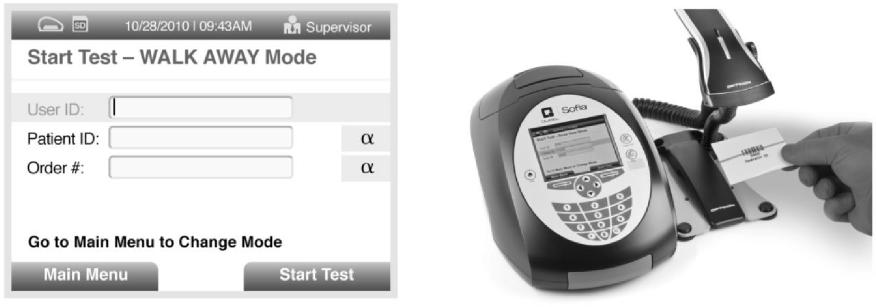 SD 10/28/2010 | 09:43AM Supervisor
Start Test – WALK AWAY Mode
User ID:
Patient ID: α
Order #: α
Go to Main Menu to Change Mode
Main Menu Start Test
Sofia